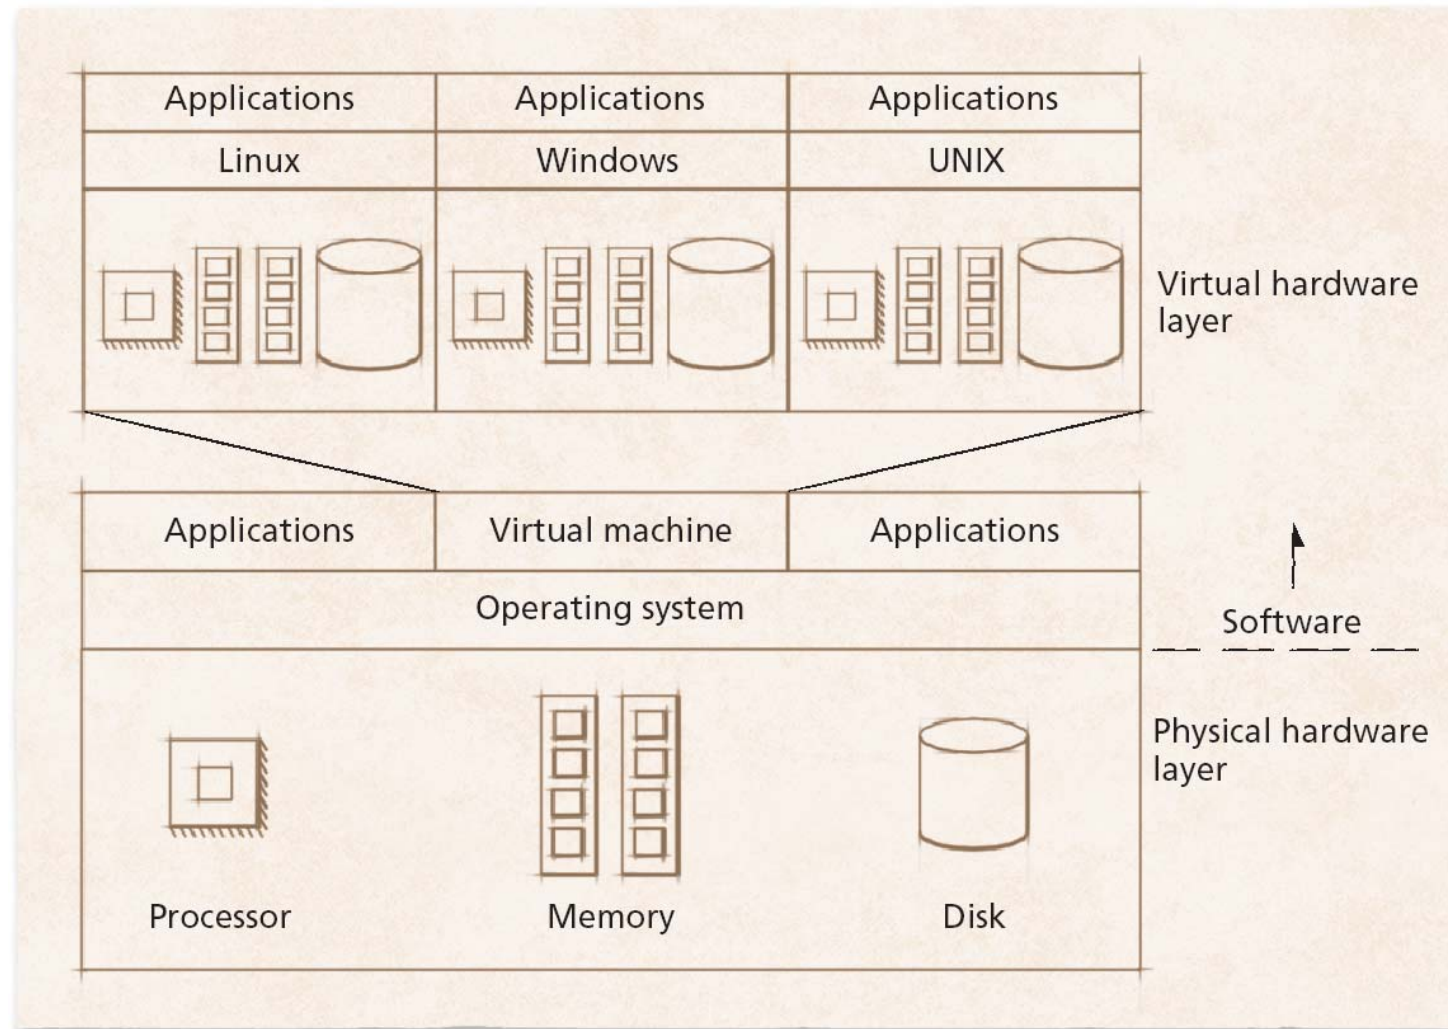 Applications Applications Applications
Linux Windows UNIX
Virtual hardware
layer
Applications Virtual machine Applications
Operating system
Software
Physical hardware
layer
Processor Memory Disk